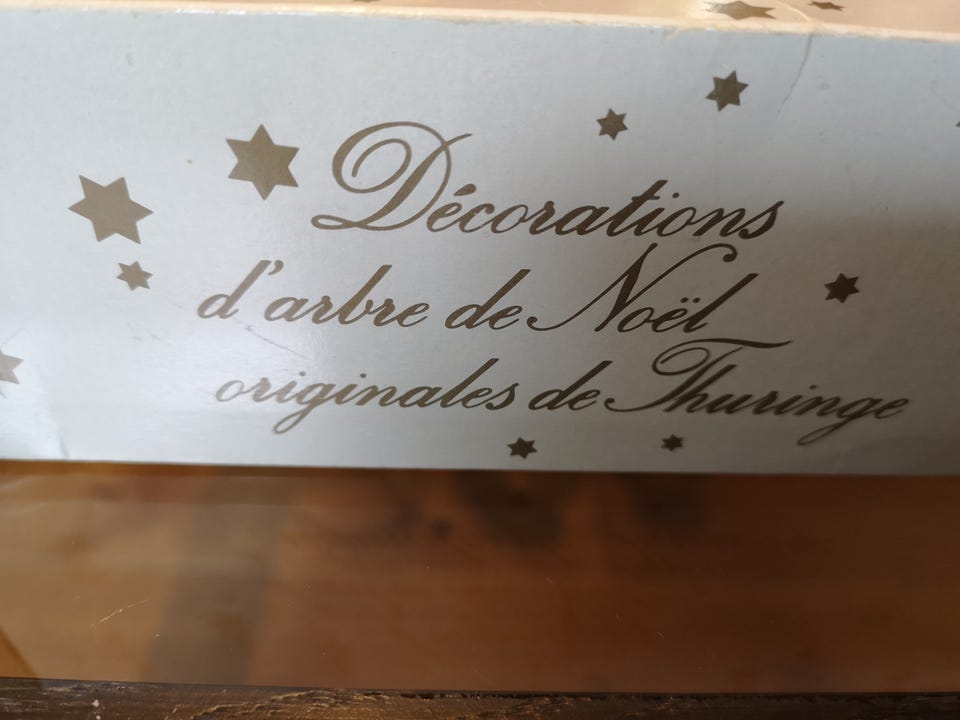 Décorations
d'arbre de Noël
originales de Thuringe